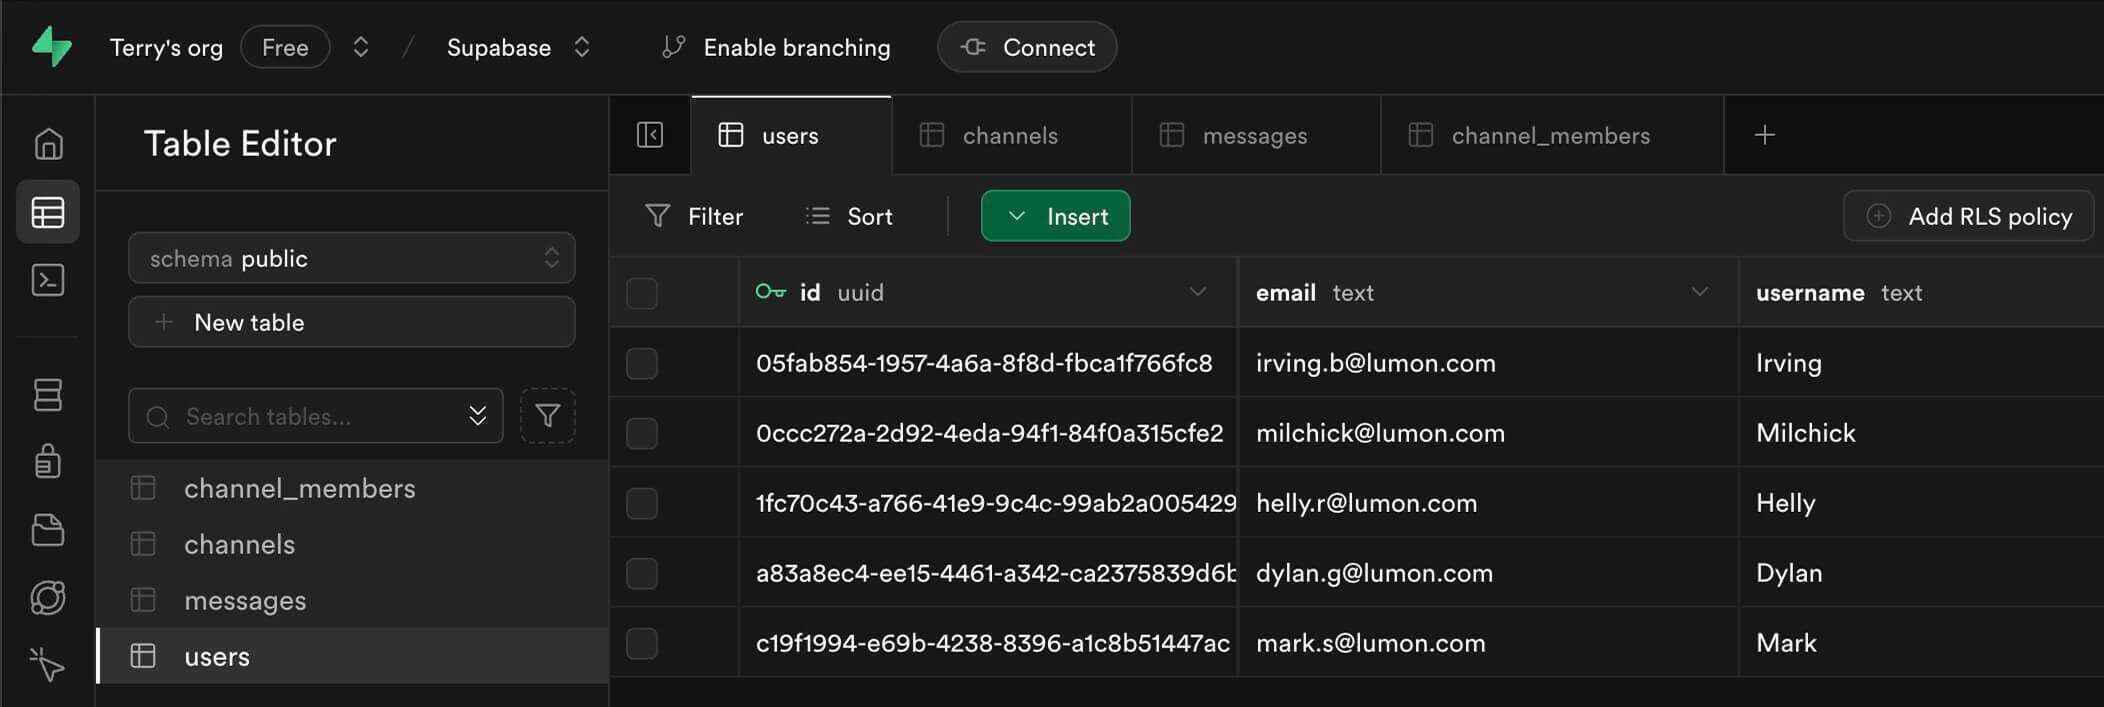 Terry's org Free / Supabase Enable branching Connect
Table Editor
schema public
New table
Search tables...
channel_members
channels
messages
users
users channels messages channel_members
Filter Sort Insert Add RLS policy
id uuid email text username text
05fab854-1957-4a6a-8f8d-fbca1f766fc8 irving.b@lumon.com Irving
0ccc272a-2d92-4eda-94f1-84f0a315cfe2 milchick@lumon.com Milchick
1fc70c43-a766-41e9-9c4c-99ab2a005429 helly.r@lumon.com Helly
a83a8ec4-ee15-4461-a342-ca2375839d6b dylan.g@lumon.com Dylan
c19f1994-e69b-4238-8396-a1c8b51447ac mark.s@lumon.com Mark